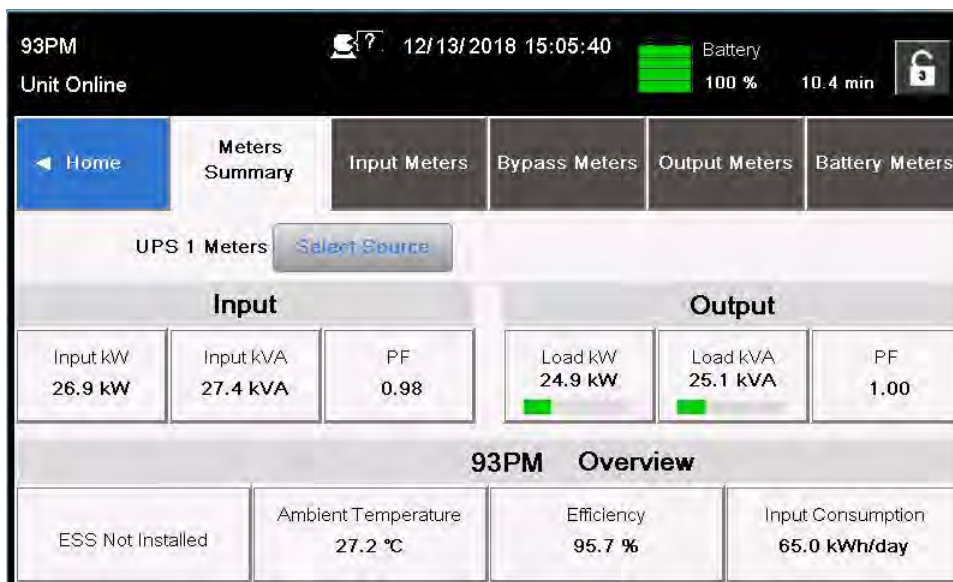 93PM
Unit Online
? 12/13/2018 15:05:40
Battery
100 % 10.4 min
3
◄ Home
Meters
Summary
Input Meters
Bypass Meters
Output Meters
Battery Meters
UPS 1 Meters Select Source
Input
Output
Input kW
26.9 kW
Input kVA
27.4 kVA
PF
0.98
Load kW
24.9 kW
Load kVA
25.1 kVA
PF
1.00
93PM Overview
ESS Not Installed
Ambient Temperature
27.2 ℃
Efficiency
95.7 %
Input Consumption
65.0 kWh/day